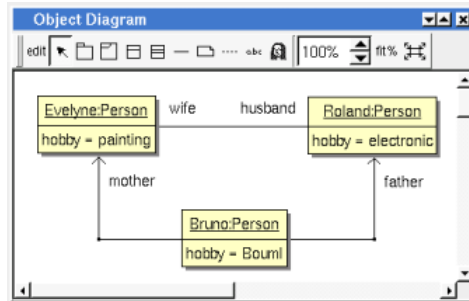 Object Diagram
edit abc 100% fit%
Evelyne:Person wife husband Roland:Person
hobby = painting hobby = electronic
mother father
Bruno:Person
hobby = Bouml